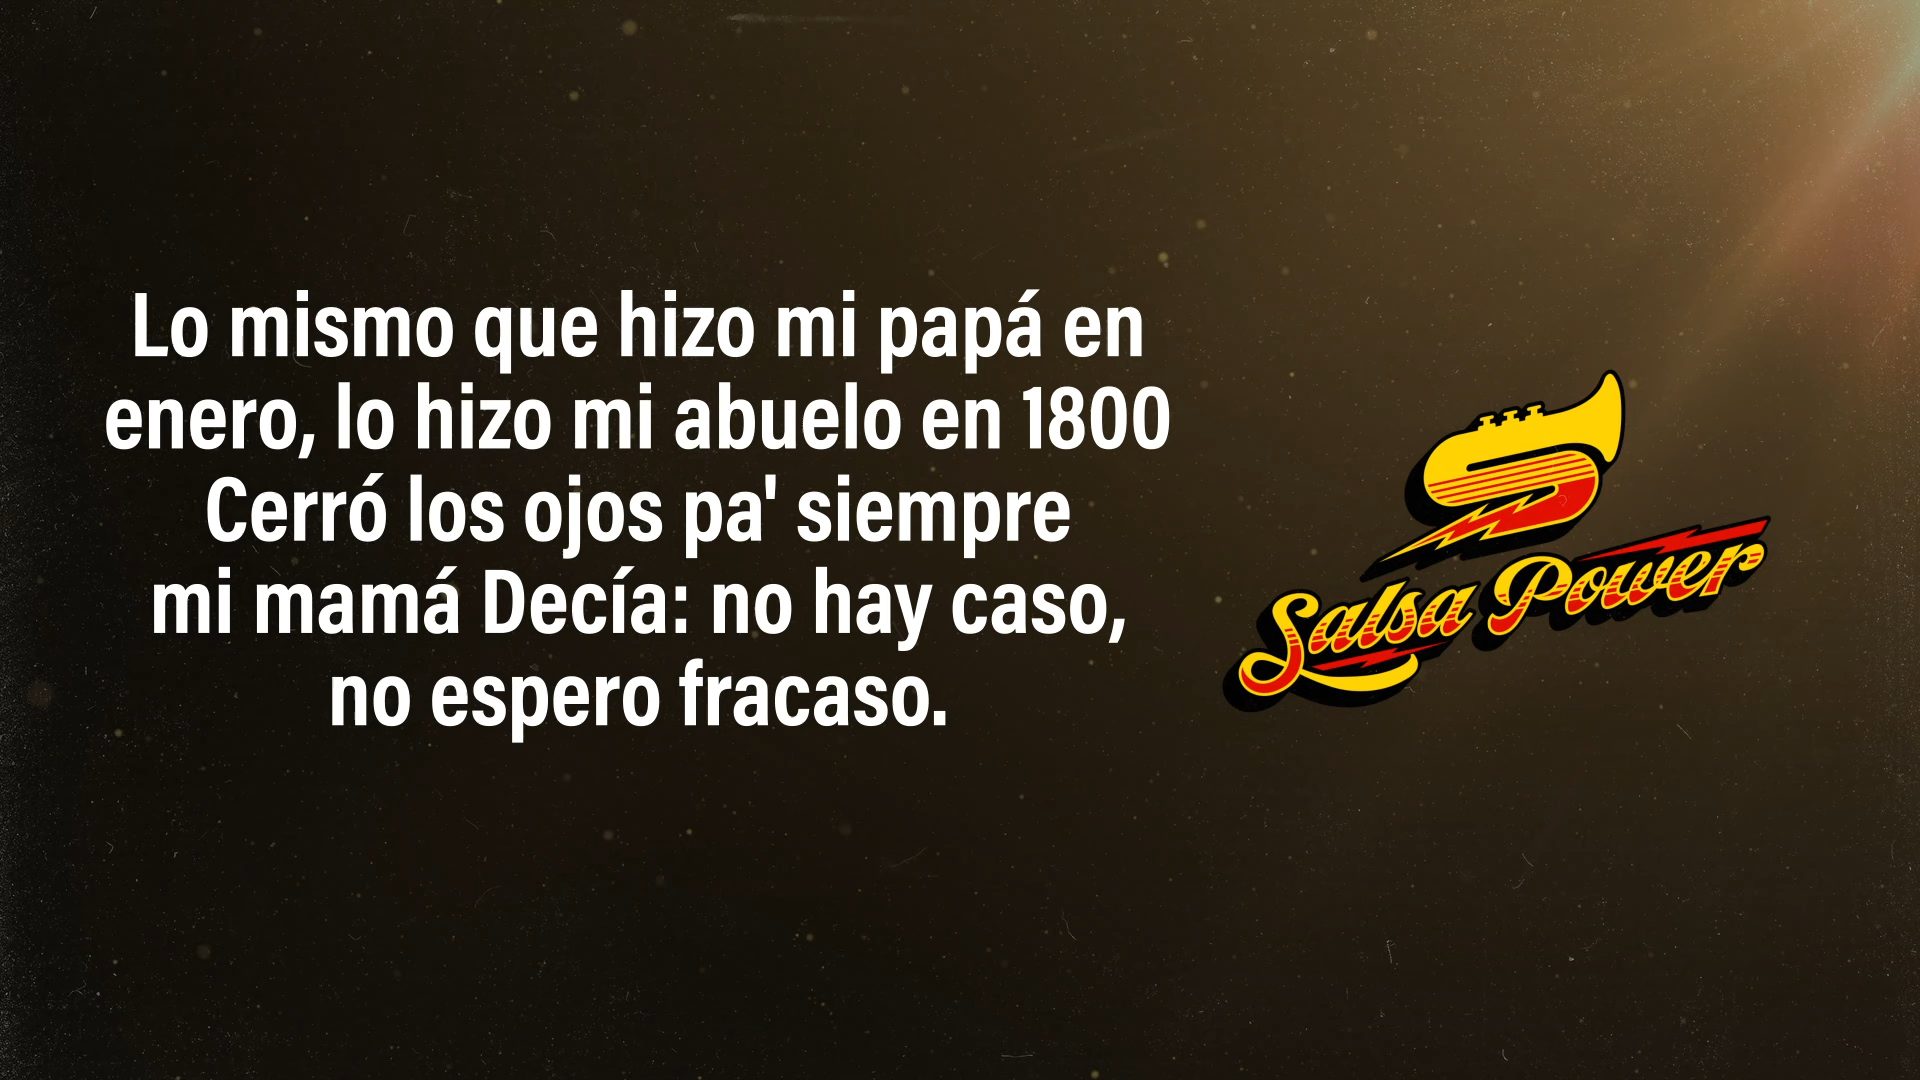 Lo mismo que hizo mi papá en
enero, lo hizo mi abuelo en 1800
Cerró los ojos pa' siempre
mi mamá Decía: no hay caso,
no espero fracaso.
Salsa Power